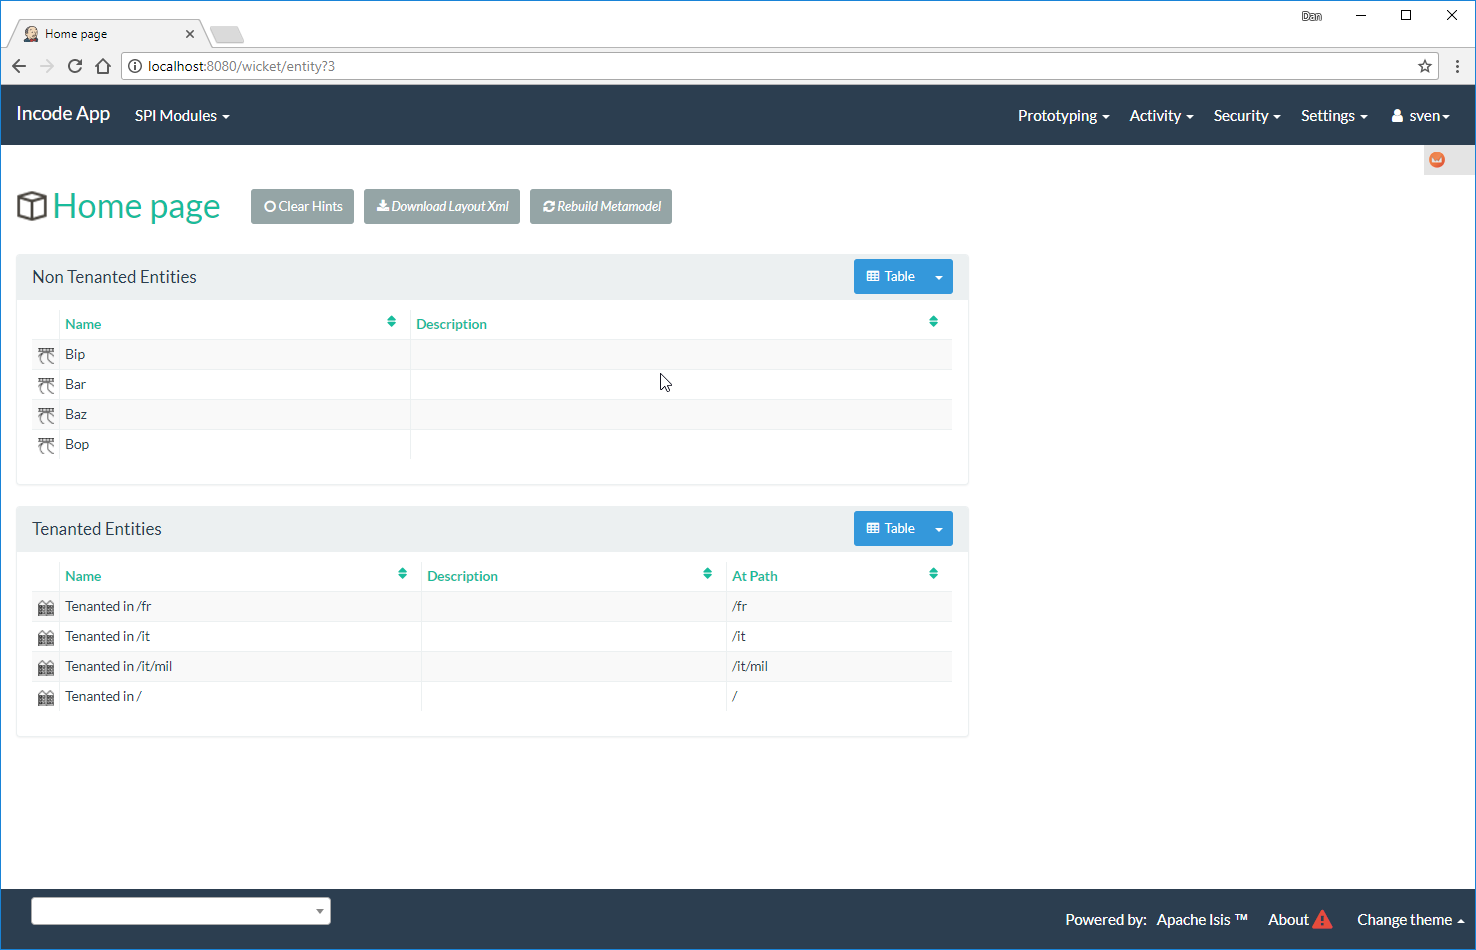 Dan
Home page
localhost:8080/wicket/entity?3
Incode App SPI Modules Prototyping Activity Security Settings sven
Home page Clear Hints Download Layout Xml Rebuild Metamodel
Non Tenanted Entities Table
Name Description
Bip
Bar
Baz
Bop
Tenanted Entities Table
Name Description At Path
Tenanted in /fr /fr
Tenanted in /it /it
Tenanted in /it/mil /it/mil
Tenanted in / /
Powered by: Apache Isis ™ About Change theme